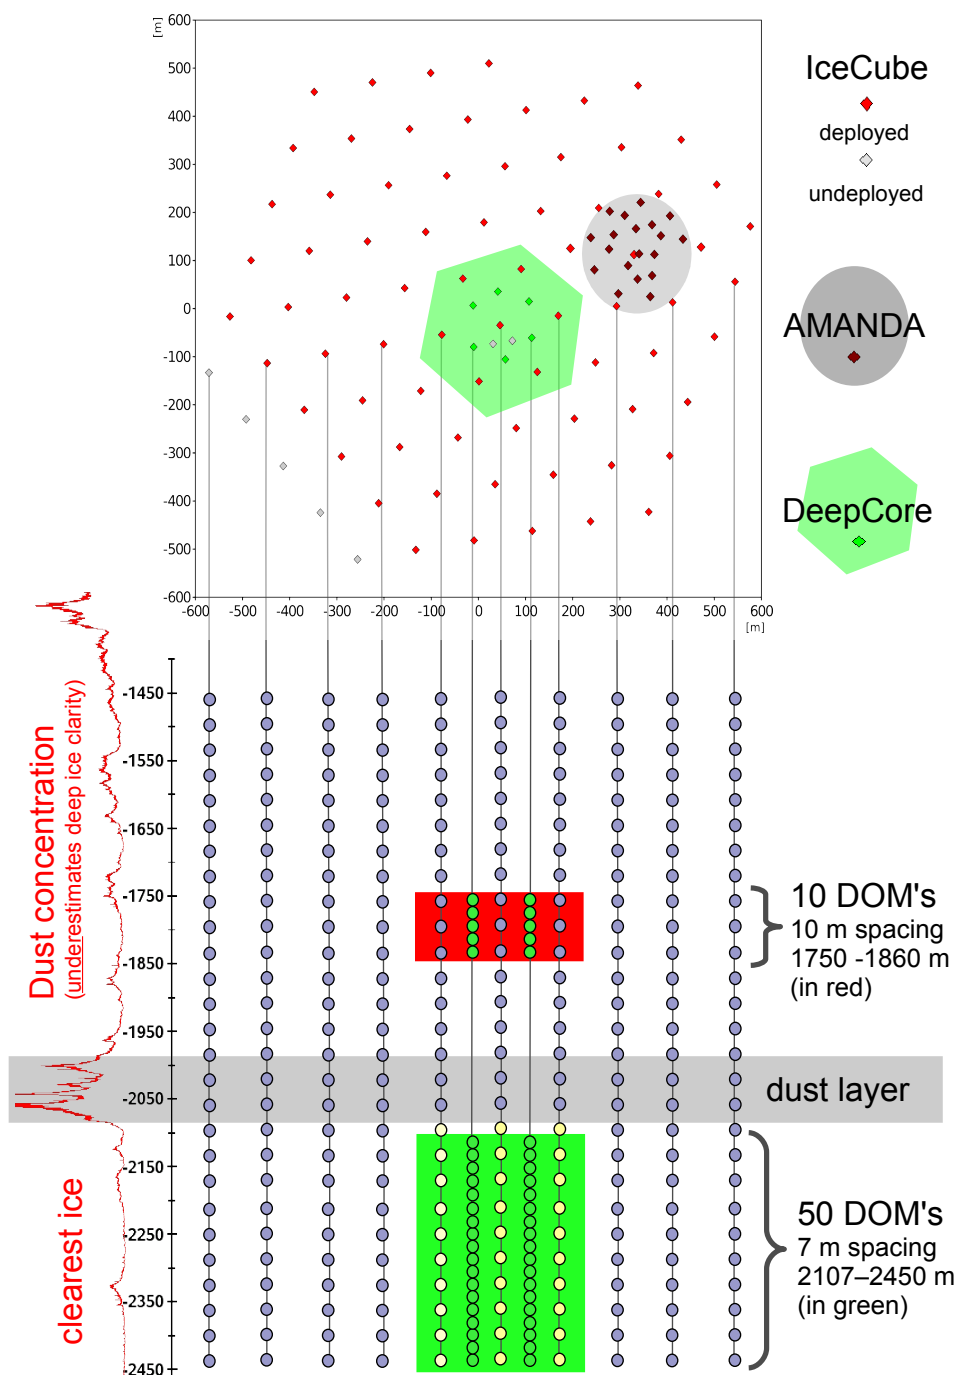 [m]
600
500
400
300
200
100
0
-100
-200
-300
-400
-500
-600
-600 -500 -400 -300 -200 -100 0 100 200 300 400 500 600
[m]
IceCube
deployed
undeployed
AMANDA
DeepCore
Dust concentration
(underestimates deep ice clarity)
clearest ice
-1450
-1550
-1650
-1750
-1850
-1950
-2050
-2150
-2250
-2350
-2450
10 DOM's
10 m spacing
1750 -1860 m
(in red)
dust layer
50 DOM's
7 m spacing
2107–2450 m
(in green)